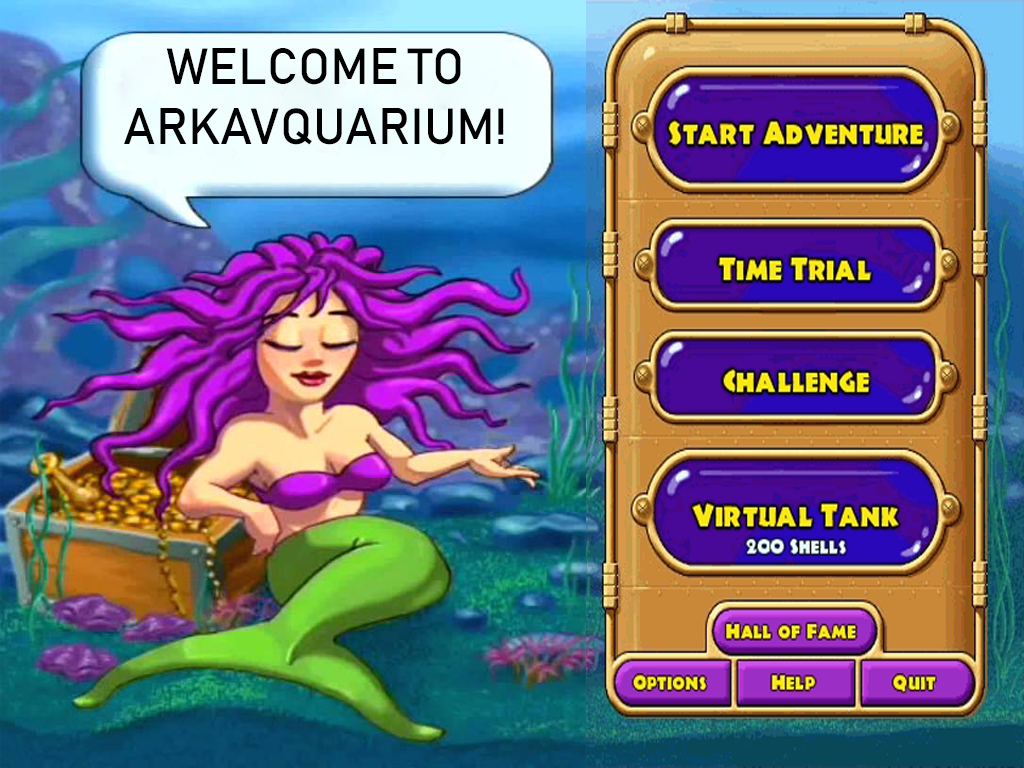 WELCOME TO
ARKAVQUARIUM!
START ADVENTURE
TIME TRIAL
CHALLENGE
VIRTUAL TANK
200 SHELLS
HALL OF FAME
OPTIONS
HELP
QUIT